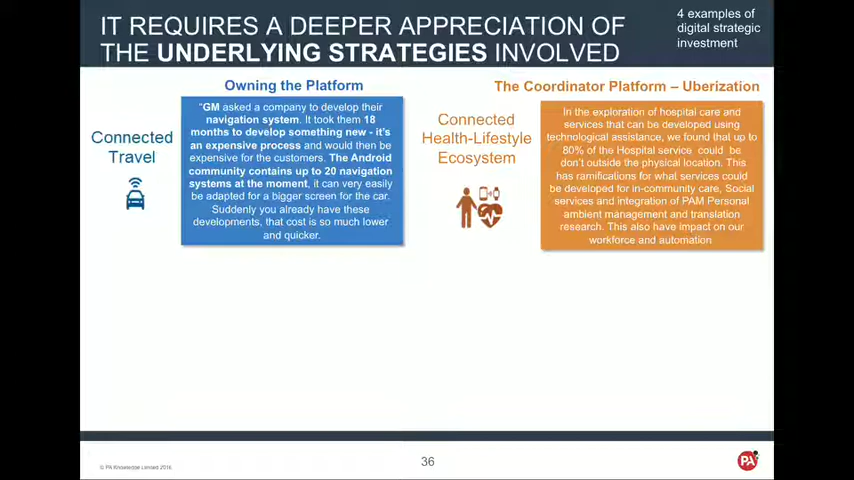 IT REQUIRES A DEEPER APPRECIATION OF
THE UNDERLYING STRATEGIES INVOLVED
4 examples of
digital strategic
investment
Owning the Platform
Connected
Travel
“GM asked a company to develop their
navigation system. It took them 18
months to develop something new - it's
an expensive process and would then be
expensive for the customers. The Android
community contains up to 20 navigation
systems at the moment, it can very easily
be adapted for a bigger screen for the car.
Suddenly you already have these
developments, that cost is so much lower
and quicker.
The Coordinator Platform – Uberization
Connected
Health-Lifestyle
Ecosystem
In the exploration of hospital care and
services that can be developed using
technological assistance, we found that up to
80% of the Hospital service could be
don't outside the physical location. This
has ramifications for what services could
be developed for in-community care, Social
services and integration of PAM Personal
ambient management and translation
research. This also have impact on our
workforce and automation
© PA Knowledge Limited 2016
36
PA